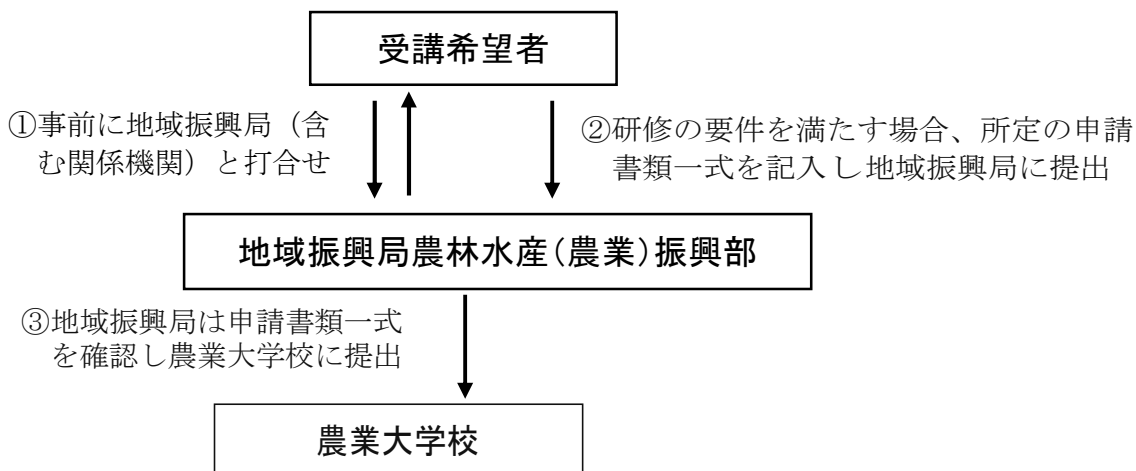 受講希望者
①事前に地域振興局（含
む関係機関）と打合せ
②研修の要件を満たす場合、所定の申請
書類一式を記入し地域振興局に提出
地域振興局農林水産（農業）振興部
③地域振興局は申請書類一式
を確認し農業大学校に提出
農業大学校